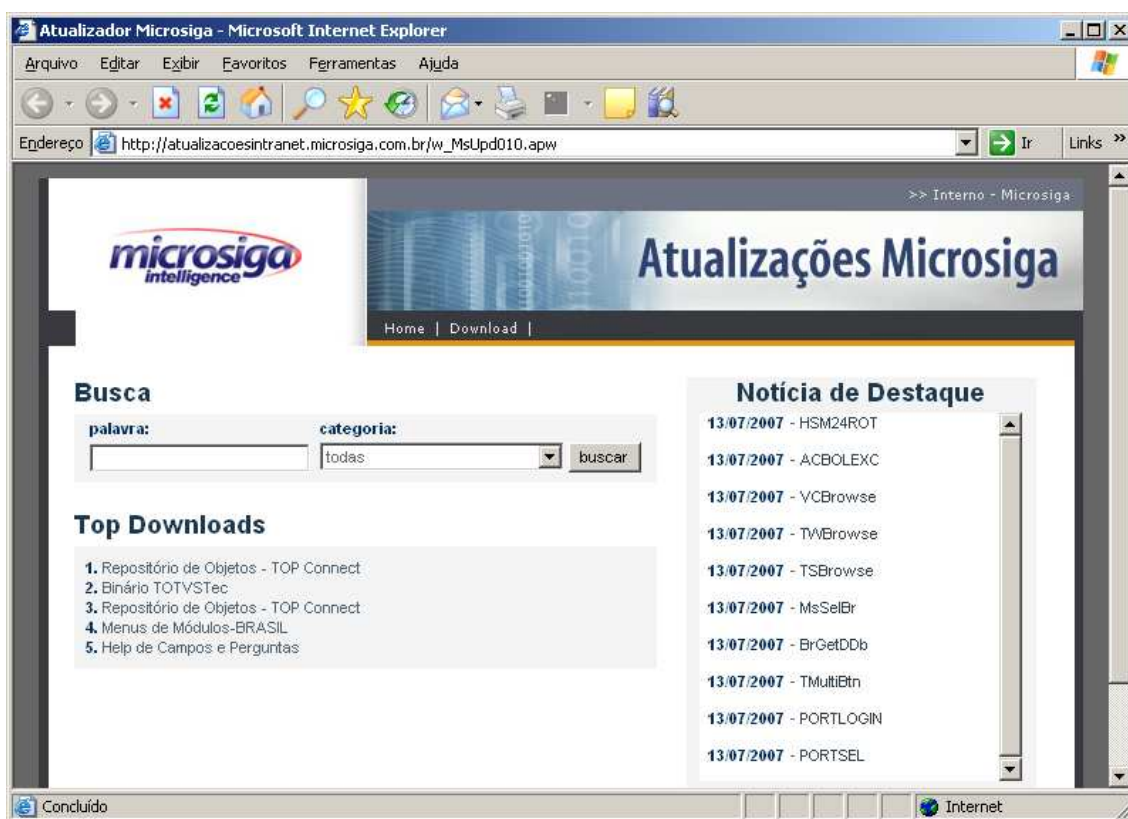 Atualizador Microsiga - Microsoft Internet Explorer
Arquivo Editar Exibir Favoritos Ferramentas Ajuda
Endereço http://atualizacoesintranet.microsiga.com.br/w_MsUpd010.apw Ir Links »
>> Interno - Microsiga
microsiga
intelligence
Atualizações Microsiga
Home | Download |
Busca
palavra: categoria:
todas buscar
Top Downloads
1. Repositório de Objetos - TOP Connect
2. Binário TOTVSTec
3. Repositório de Objetos - TOP Connect
4. Menus de Módulos-BRASIL
5. Help de Campos e Perguntas
Notícia de Destaque
13/07/2007 - HSM24ROT
13/07/2007 - ACBOLEXC
13/07/2007 - VCBrowse
13/07/2007 - TWBrowse
13/07/2007 - TSBrowse
13/07/2007 - MsSelBr
13/07/2007 - BrGetDDb
13/07/2007 - TMultiBtn
13/07/2007 - PORTLOGIN
13/07/2007 - PORTSEL
Concluído Internet